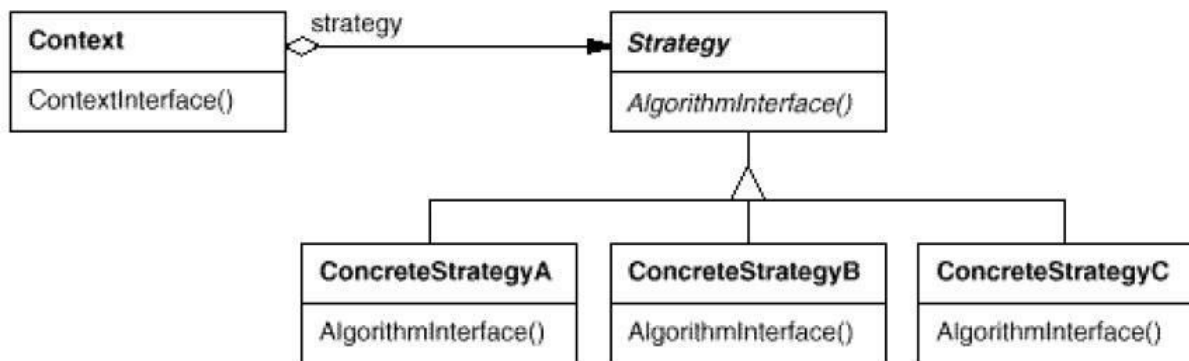 strategy
Context
Strategy
ContextInterface()
AlgorithmInterface()
ConcreteStrategyA
ConcreteStrategyB
ConcreteStrategyC
AlgorithmInterface()
AlgorithmInterface()
AlgorithmInterface()